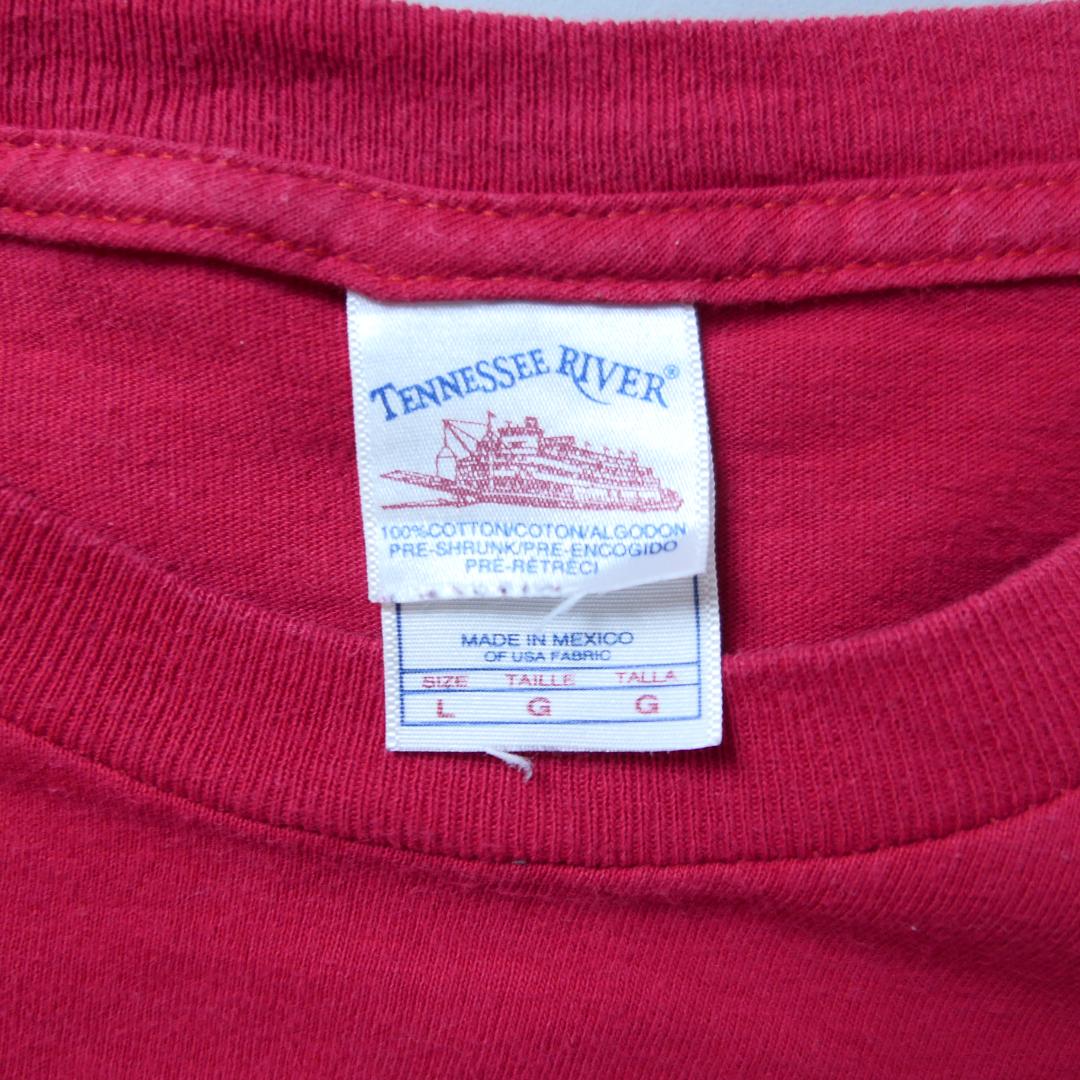 TENNESSEE RIVER®
100%COTTON/COTON/ALGODON
PRE-SHRUNK/PRE-ENCOGIDO
PRÉ-RÉTRÉCI
MADE IN MEXICO
OF USA FABRIC
SIZE TAILLE TALLA
L G G